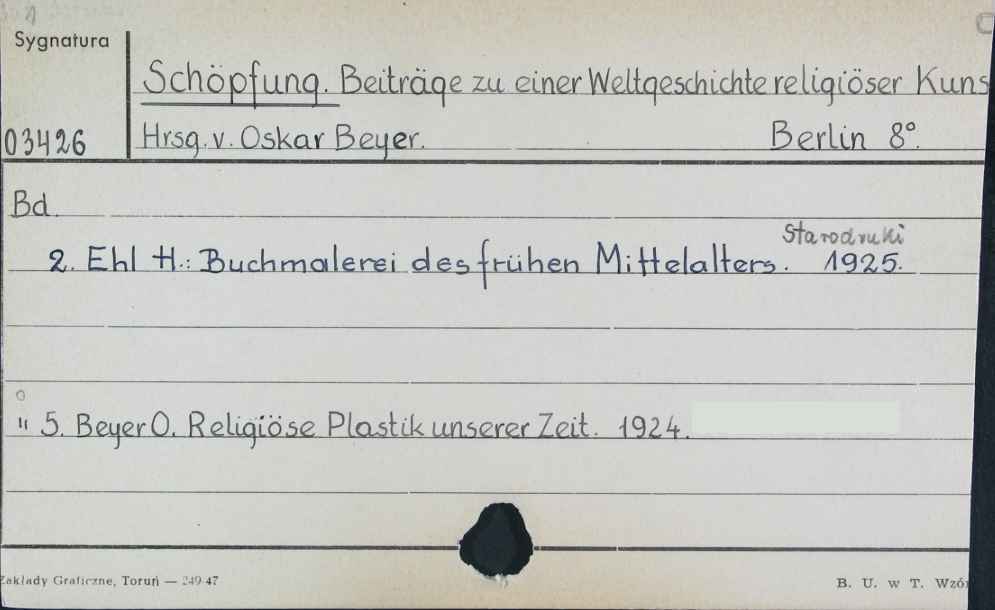 Sygnatura
Schöpfung. Beiträge zu einer Weltgeschichte religiöser Kuns
03426 Hrsg. v. Oskar Beyer. Berlin 8°.
Bd.
Starodruki
2. Ehl H.: Buchmalerei des frühen Mittelalters. 1925.
" 5. Beyer O. Religiöse Plastik unserer Zeit. 1924.
Zakłady Graficzne, Toruń — 249 47 B. U. w T. Wzó